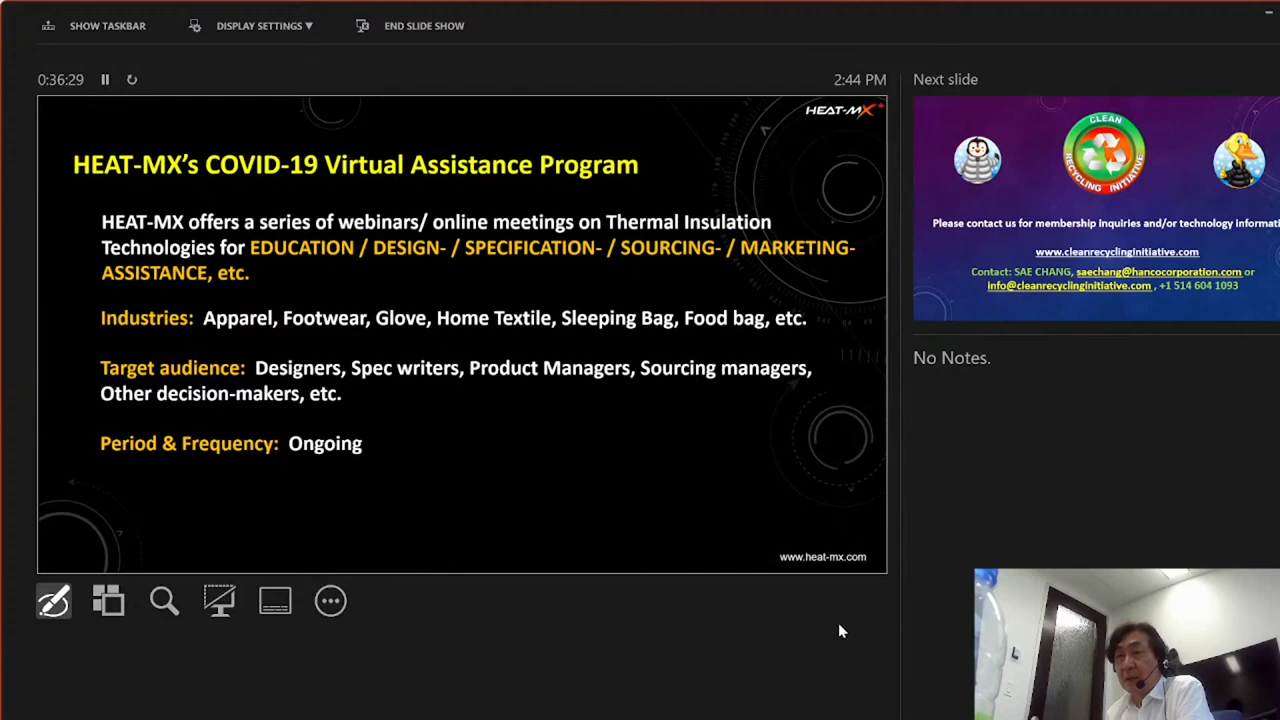 SHOW TASKBAR
DISPLAY SETTINGS ▼
END SLIDE SHOW
0:36:29
2:44 PM
HEAT-MX
HEAT-MX’s COVID-19 Virtual Assistance Program
HEAT-MX offers a series of webinars/ online meetings on Thermal Insulation
Technologies for EDUCATION / DESIGN- / SPECIFICATION- / SOURCING- / MARKETING-
ASSISTANCE, etc.
Industries: Apparel, Footwear, Glove, Home Textile, Sleeping Bag, Food bag, etc.
Target audience: Designers, Spec writers, Product Managers, Sourcing managers,
Other decision-makers, etc.
Period & Frequency: Ongoing
www.heat-mx.com
Next slide
CLEAN
RECYCLING INITIATIVE
Please contact us for membership inquiries and/or technology informati
www.cleanrecyclinginitiative.com
Contact: SAE CHANG, saechang@hancocorporation.com or
info@cleanrecyclinginitiative.com , +1 514 604 1093
No Notes.